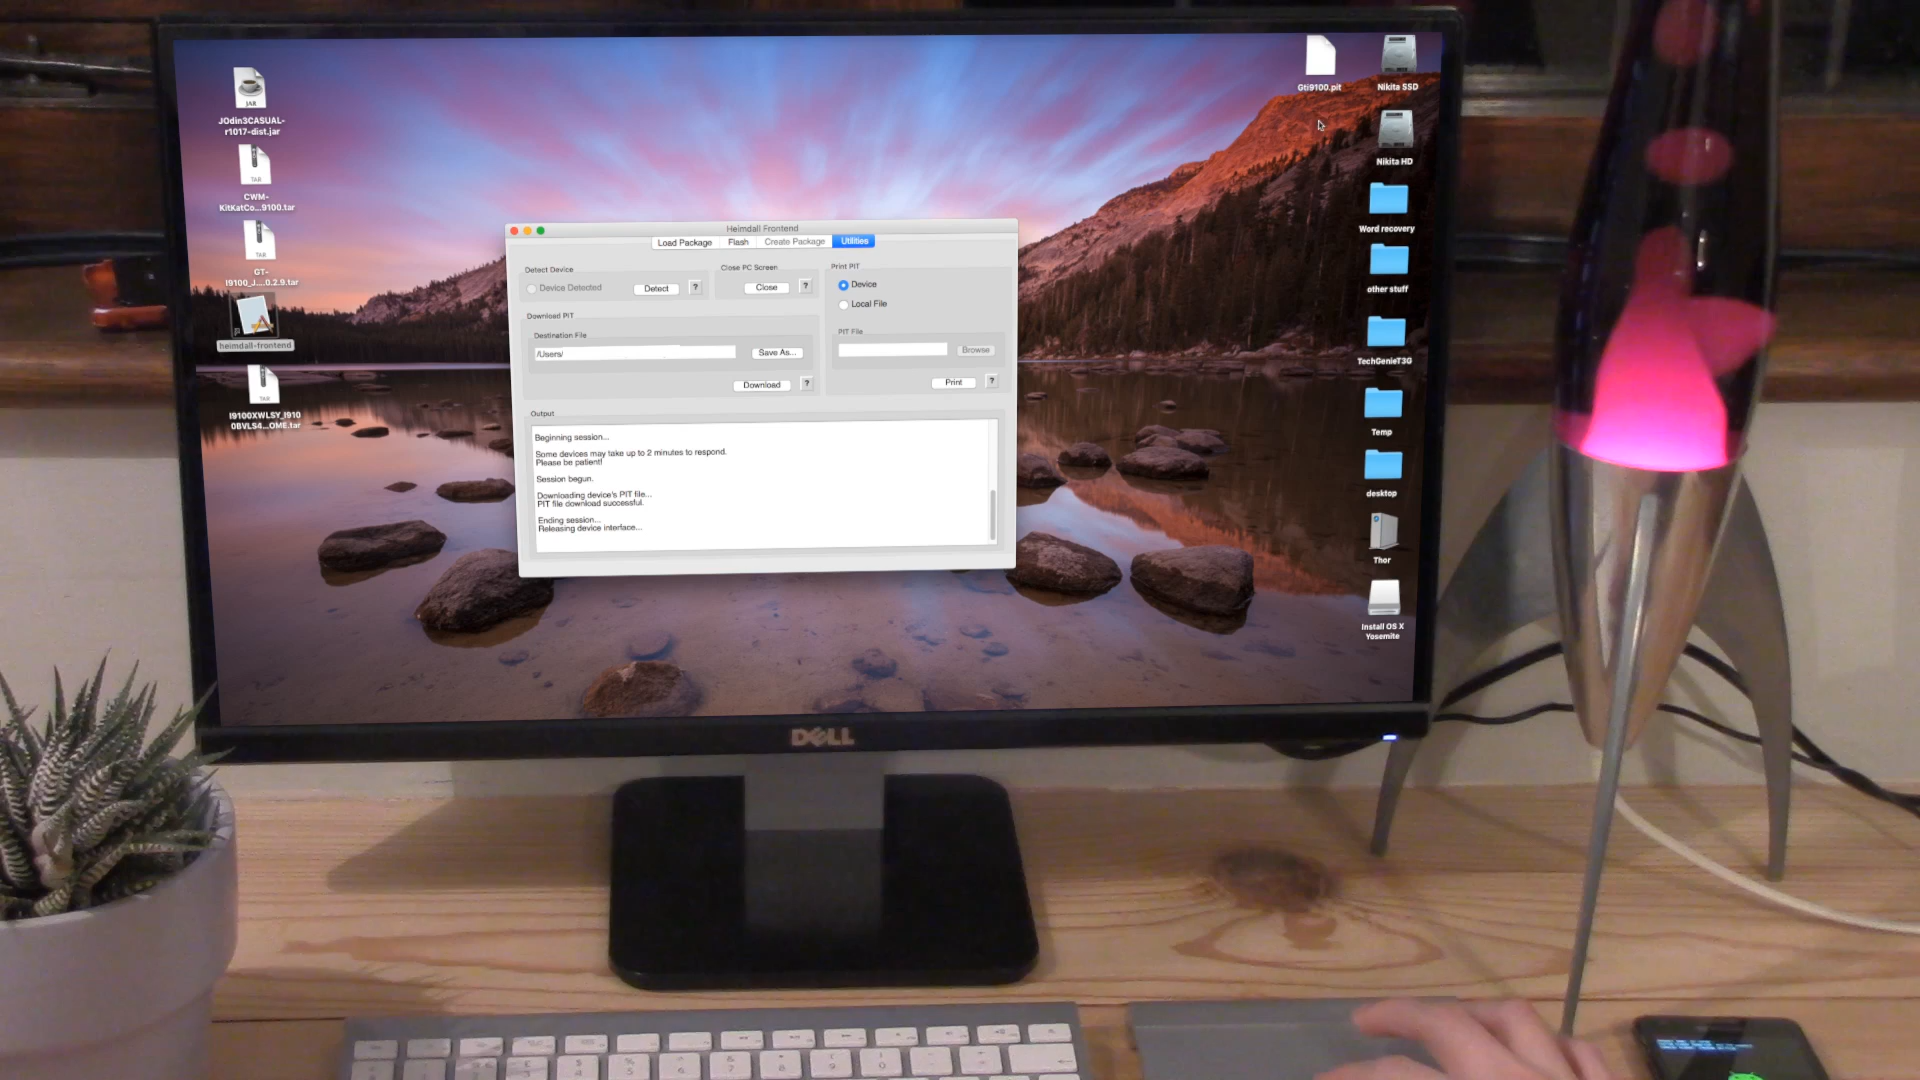 JAR
JOdin3CASUAL-
r1017-dist.jar
TAR
CWM-
KitKatCo...9100.tar
TAR
GT-
I9100_J....0.2.9.tar
heimdall-frontend
TAR
I9100XWLSY_I910
0BVLS4...OME.tar
Heimdall Frontend
Load Package Flash Create Package Utilities
Detect Device
Device Detected Detect ?
Close PC Screen
Close ?
Download PIT
Destination File
/Users/ Save As...
Download ?
Print PIT
Device
Local File
PIT File
Browse
Print ?
Output
Beginning session...
Some devices may take up to 2 minutes to respond.
Please be patient!
Session begun.
Downloading device's PIT file...
PIT file download successful.
Ending session...
Releasing device interface...
Gti9100.pit
Nikita SSD
Nikita HD
Word recovery
other stuff
TechGenieT3G
Temp
desktop
Thor
Install OS X
Yosemite
DELL